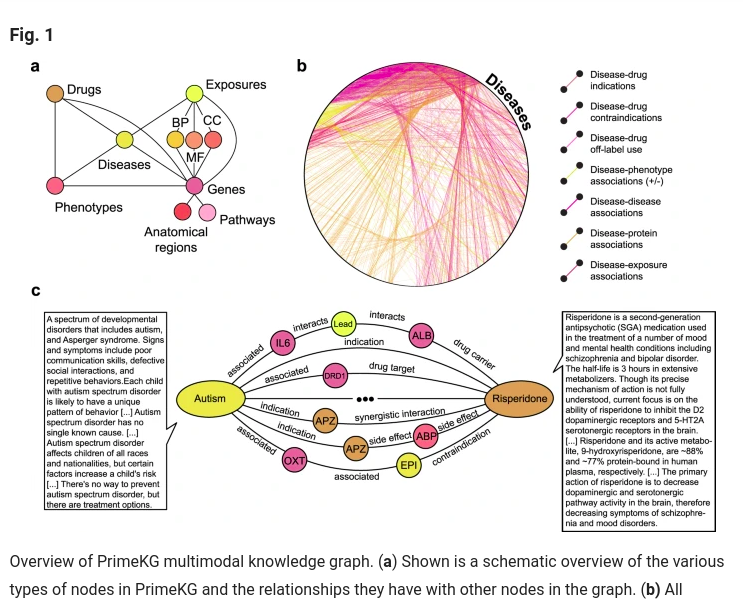 Fig. 1
a
Drugs
Exposures
BP
CC
MF
Diseases
Genes
Phenotypes
Pathways
Anatomical
regions
b
Diseases
Disease-drug
indications
Disease-drug
contraindications
Disease-drug
off-label use
Disease-phenotype
associations (+/-)
Disease-disease
associations
Disease-protein
associations
Disease-exposure
associations
c
A spectrum of developmental
disorders that includes autism,
and Asperger syndrome. Signs
and symptoms include poor
communication skills, defective
social interactions, and
repetitive behaviors.Each child
with autism spectrum disorder
is likely to have a unique
pattern of behavior [...] Autism
spectrum disorder has no
single known cause. [...]
Autism spectrum disorder
affects children of all races
and nationalities, but certain
factors increase a child's risk
[...] There's no way to prevent
autism spectrum disorder, but
there are treatment options.
Autism
associated
IL6
interacts
Lead
interacts
ALB
drug carrier
indication
associated
DRD1
drug target
•••
indication
APZ
synergistic interaction
indication
APZ
side effect
ABP
side effect
associated
OXT
associated
EPI
contraindication
Risperidone
Risperidone is a second-generation
antipsychotic (SGA) medication used
in the treatment of a number of mood
and mental health conditions including
schizophrenia and bipolar disorder.
The half-life is 3 hours in extensive
metabolizers. Though its precise
mechanism of action is not fully
understood, current focus is on the
ability of risperidone to inhibit the D2
dopaminergic receptors and 5-HT2A
serotonergic receptors in the brain.
[...] Risperidone and its active metabo-
lite, 9-hydroxyrisperidone, are ~88%
and ~77% protein-bound in human
plasma, respectively. [...] The primary
action of risperidone is to decrease
dopaminergic and serotonergic
pathway activity in the brain, therefore
decreasing symptoms of schizophre-
nia and mood disorders.
Overview of PrimeKG multimodal knowledge graph. (a) Shown is a schematic overview of the various
types of nodes in PrimeKG and the relationships they have with other nodes in the graph. (b) All